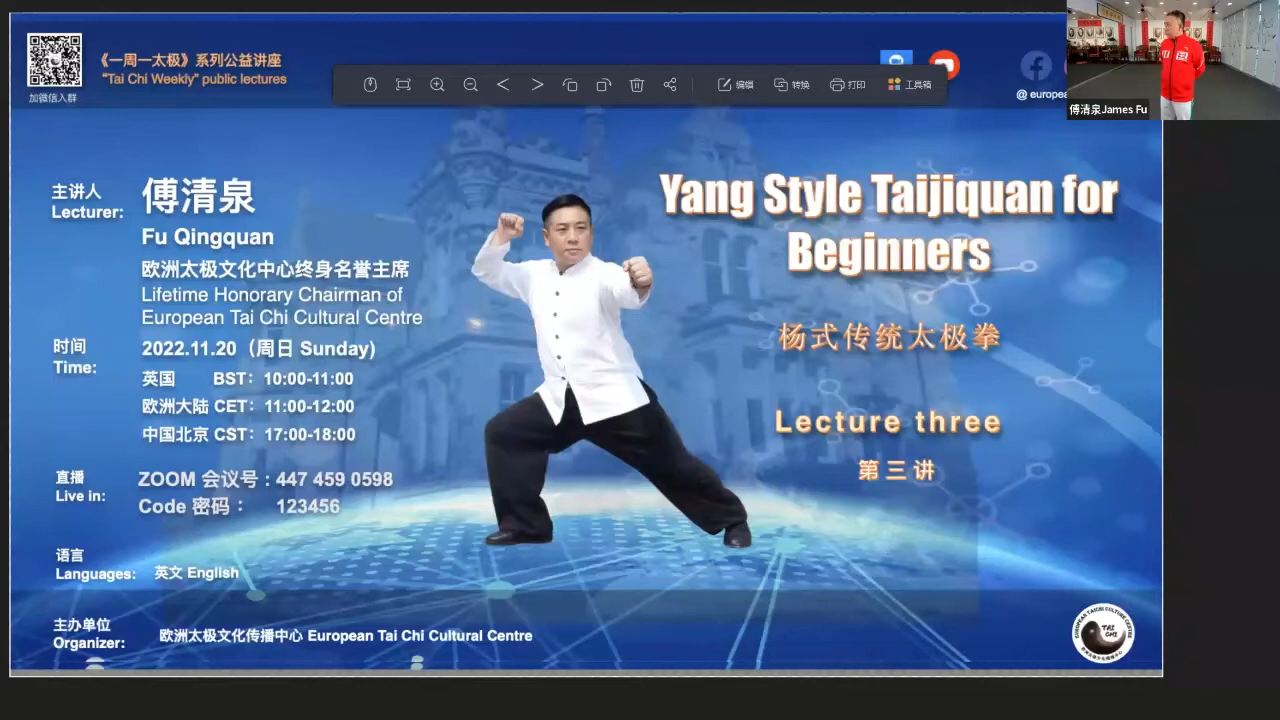 《一周一太极》系列公益讲座
“Tai Chi Weekly” public lectures
加微信入群
编辑
转换
打印
工具箱
@ europea
傅清泉James Fu
主讲人
Lecturer:
傅清泉
Fu Qingquan
欧洲太极文化中心终身名誉主席
Lifetime Honorary Chairman of
European Tai Chi Cultural Centre
时间
Time:
2022.11.20（周日 Sunday)
英国 BST：10:00-11:00
欧洲大陆 CET：11:00-12:00
中国北京 CST：17:00-18:00
直播
Live in:
ZOOM 会议号：447 459 0598
Code 密码： 123456
语言
Languages:
英文 English
主办单位
Organizer:
欧洲太极文化传播中心 European Tai Chi Cultural Centre
Yang Style Taijiquan for
Beginners
杨式传统太极拳
Lecture three
第三讲
EUROPEAN TAICHI CULTURE CENTRE
TAI
CHI